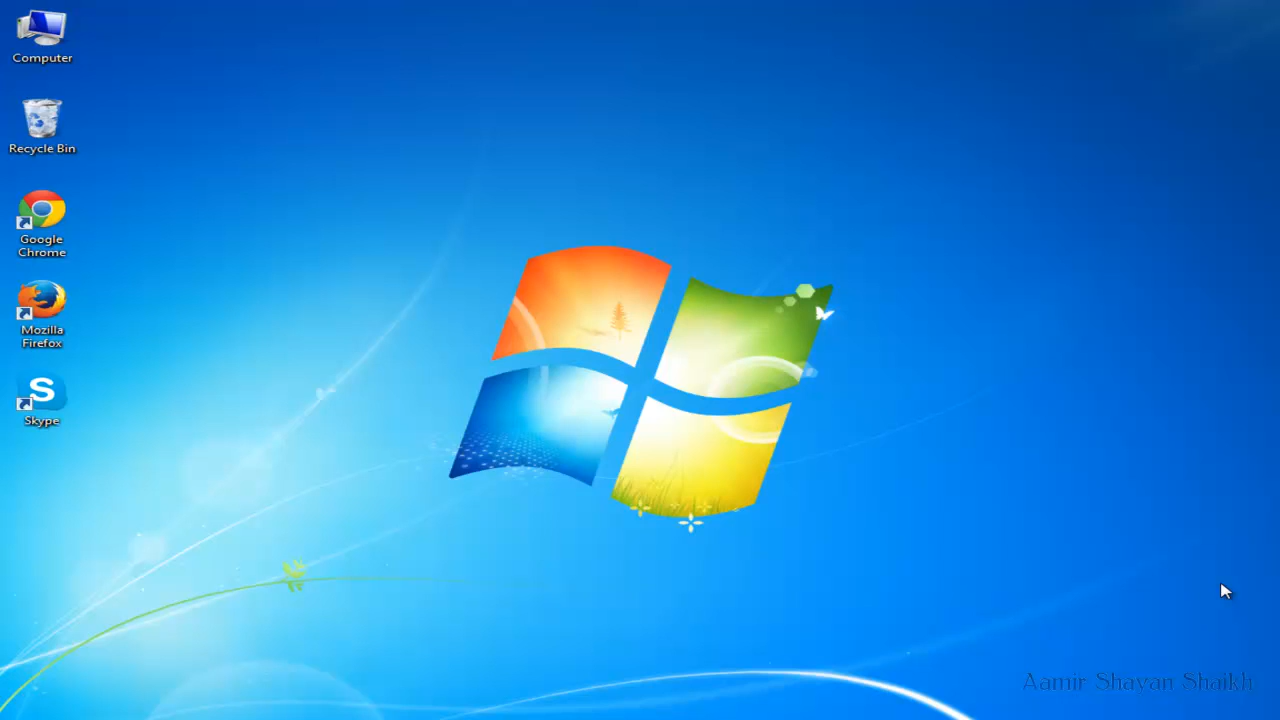 Computer
Recycle Bin
Google
Chrome
Mozilla
Firefox
S
Skype
Aamir Shayan Shaikh